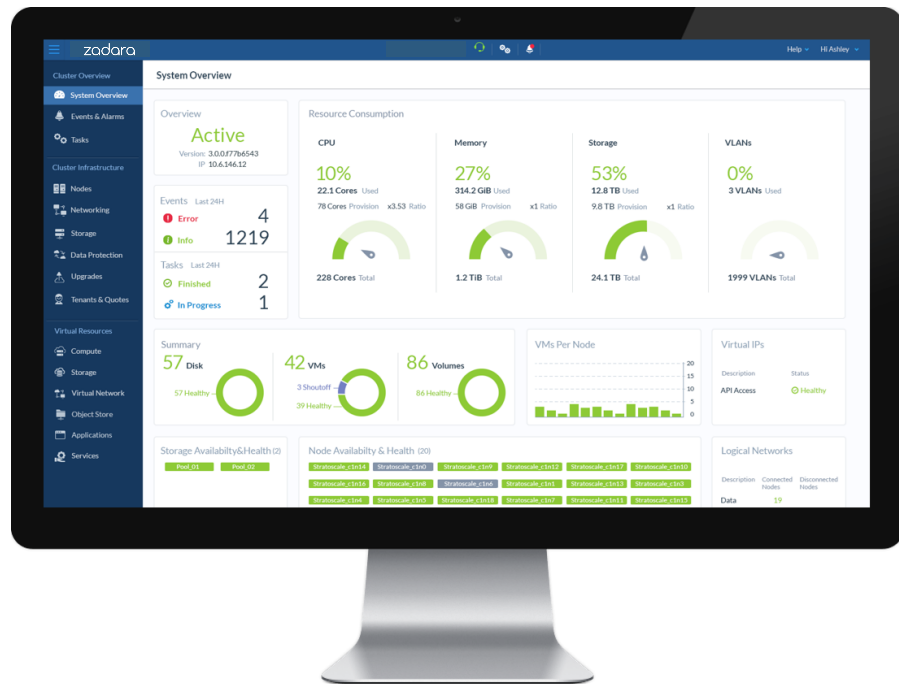 zadara
Help
Hi Ashley
Cluster Overview
System Overview
Events & Alarms
Tasks
Cluster Infrastructure
Nodes
Networking
Storage
Data Protection
Upgrades
Tenants & Quotes
Virtual Resources
Compute
Storage
Virtual Network
Object Store
Applications
Services
System Overview
Overview
Active
Version: 3.0.0.f77b6543
IP 10.6.146.12
Events Last 24H
Error 4
Info 1219
Tasks Last 24H
Finished 2
In Progress 1
Resource Consumption
CPU
10%
22.1 Cores Used
78 Cores Provision x3.53 Ratio
228 Cores Total
Memory
27%
314.2 GiB Used
58 GiB Provision x1 Ratio
1.2 TiB Total
Storage
53%
12.8 TB Used
9.8 TB Provision x1 Ratio
24.1 TB Total
VLANs
0%
3 VLANs Used
1999 VLANs Total
Summary
57 Disk
57 Healthy
42 VMs
3 Shoutoff
39 Healthy
86 Volumes
86 Healthy
VMs Per Node
20
15
10
5
0
Virtual IPs
Description Status
API Access Healthy
Storage Availabilty&Health (2)
Pool_01 Pool_02
Node Availabilty & Health (20)
Stratoscale_c1n14 Stratoscale_c1n0 Stratoscale_c1n9 Stratoscale_c1n12 Stratoscale_c1n17 Stratoscale_c1n10
Stratoscale_c1n16 Stratoscale_c1n8 Stratoscale_c1n6 Stratoscale_c1n1 Stratoscale_c1n13 Stratoscale_c1n3
Stratoscale_c1n4 Stratoscale_c1n5 Stratoscale_c1n18 Stratoscale_c1n7 Stratoscale_c1n11 Stratoscale_c1n15
Logical Networks
Description Connected Disconnected
Nodes Nodes
Data 19